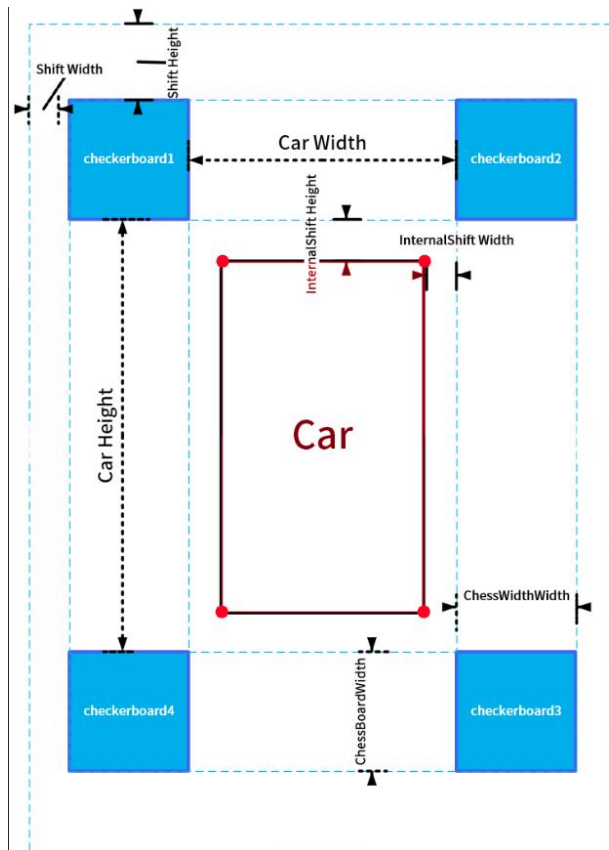 Shift Height
Shift Width
checkerboard1
Car Width
checkerboard2
InternalShift Height
InternalShift Width
Car Height
Car
ChessWidthWidth
checkerboard4
ChessBoardWidth
checkerboard3